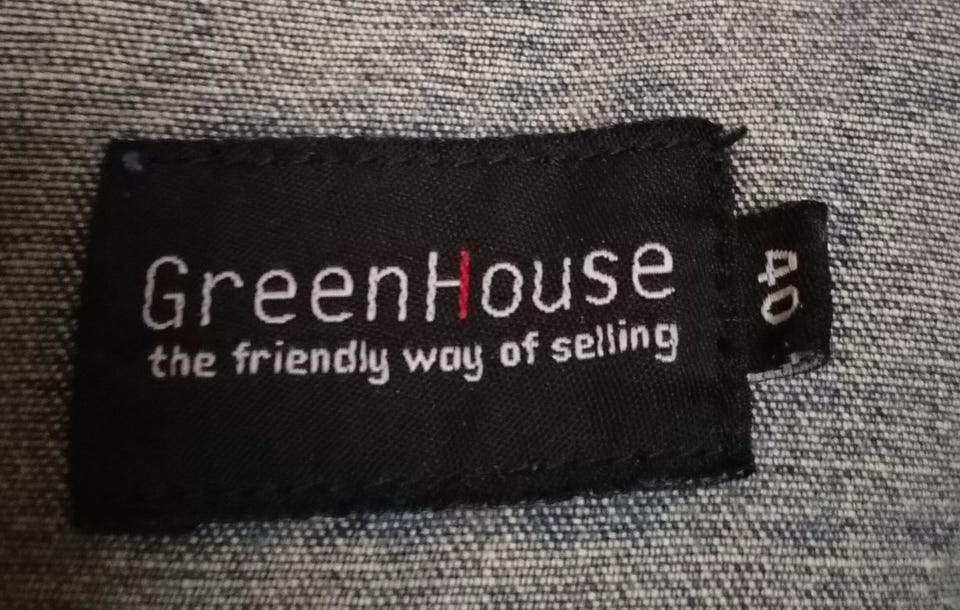 GreenHouse
the friendly way of selling
40